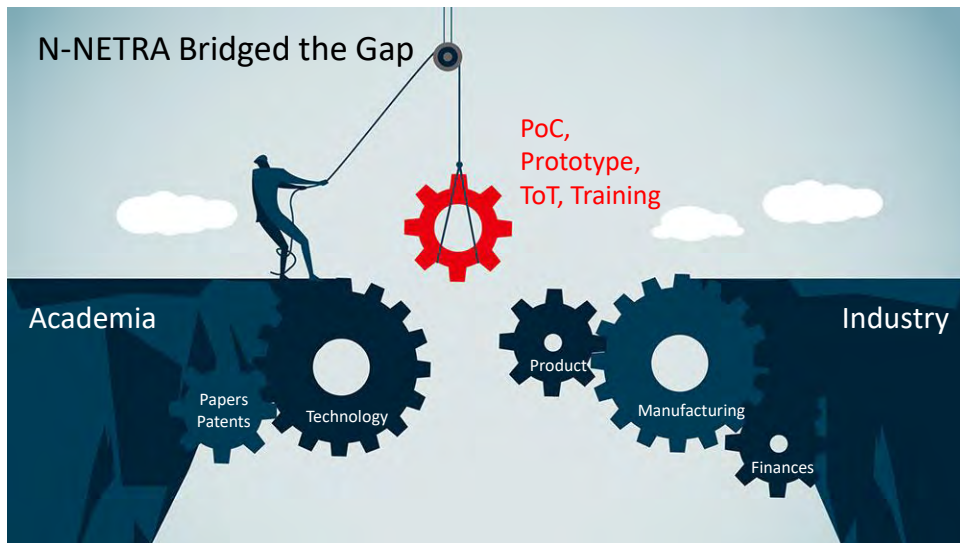 N-NETRA Bridged the Gap
PoC,
Prototype,
ToT, Training
Academia
Industry
Papers
Patents
Technology
Product
Manufacturing
Finances